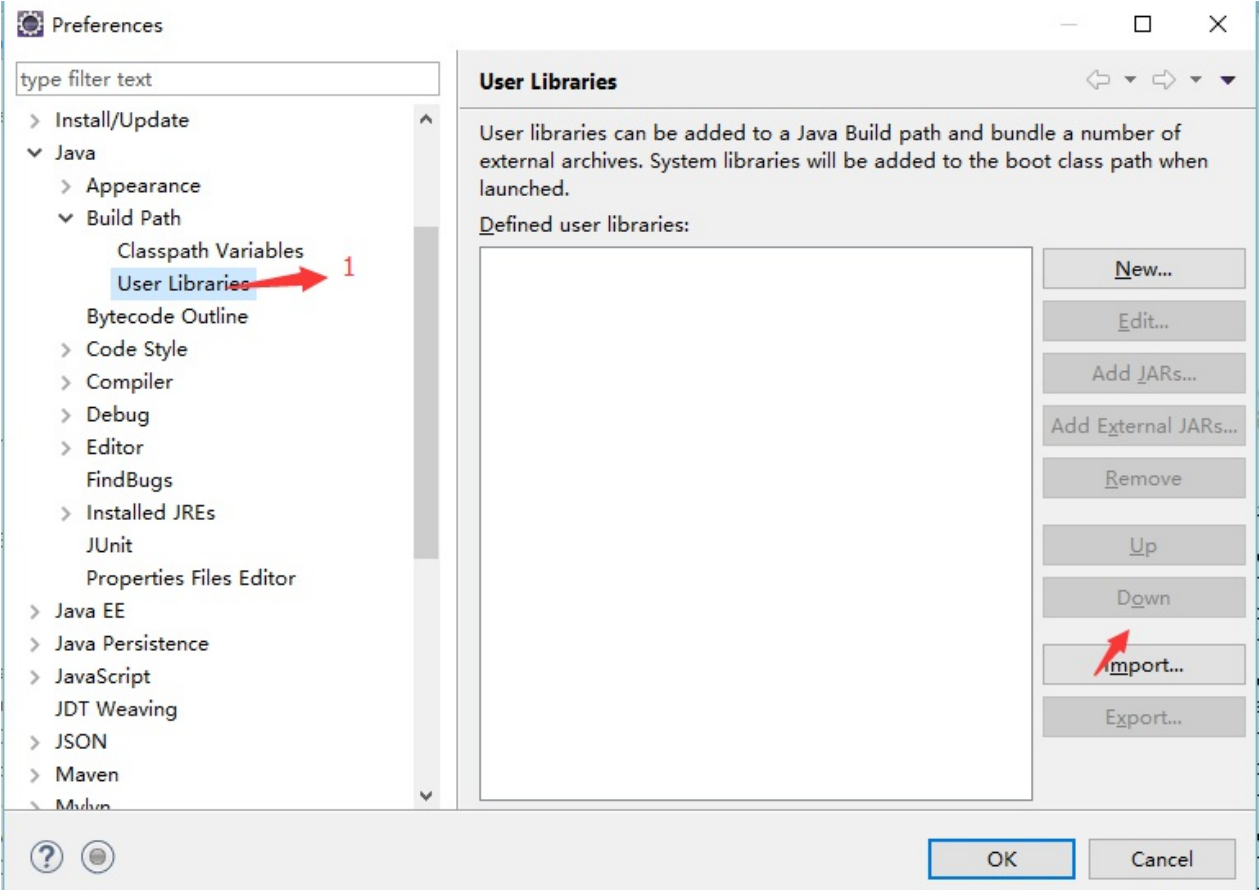 Preferences
type filter text
Install/Update
Java
Appearance
Build Path
Classpath Variables
User Libraries
1
Bytecode Outline
Code Style
Compiler
Debug
Editor
FindBugs
Installed JREs
JUnit
Properties Files Editor
Java EE
Java Persistence
JavaScript
JDT Weaving
JSON
Maven
Mylyn
User Libraries
User libraries can be added to a Java Build path and bundle a number of
external archives. System libraries will be added to the boot class path when
launched.
Defined user libraries:
New...
Edit...
Add JARs...
Add External JARs...
Remove
Up
Down
Import...
Export...
OK
Cancel